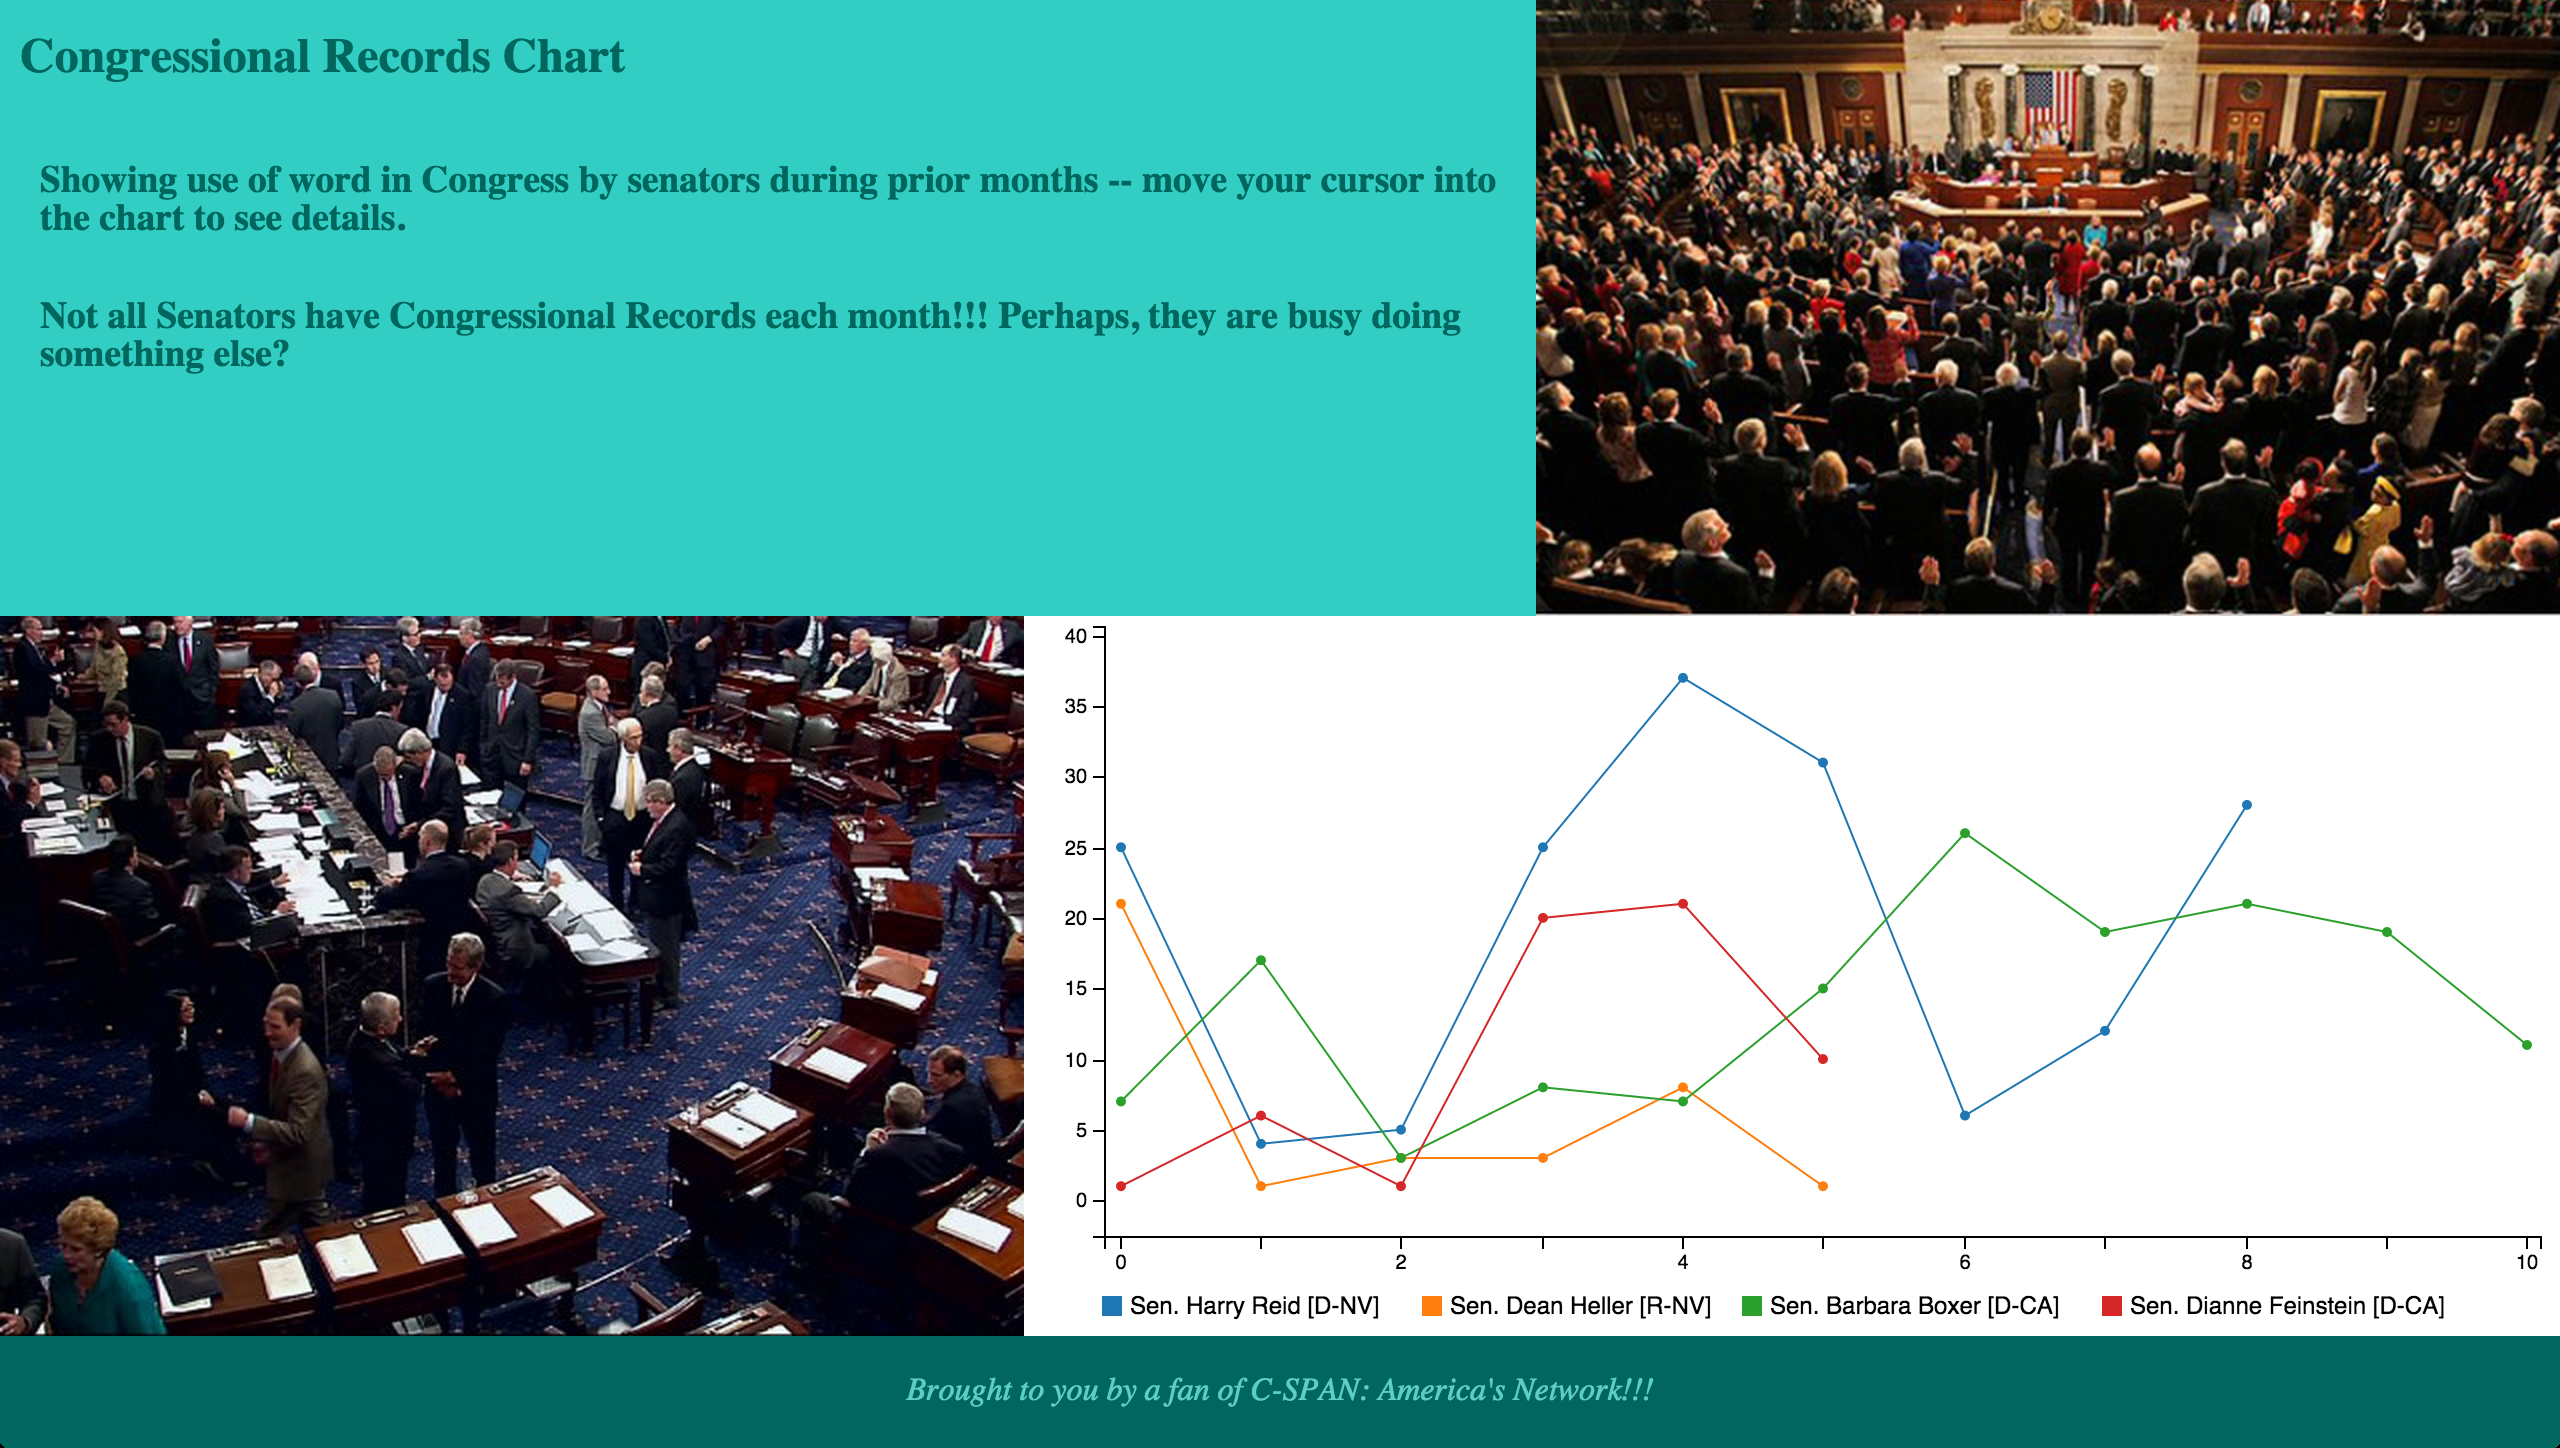 Congressional Records Chart
Showing use of word in Congress by senators during prior months -- move your cursor into
the chart to see details.
Not all Senators have Congressional Records each month!!! Perhaps, they are busy doing
something else?
40
35
30
25
20
15
10
5
0
0 2 4 6 8 10
Sen. Harry Reid [D-NV] Sen. Dean Heller [R-NV] Sen. Barbara Boxer [D-CA] Sen. Dianne Feinstein [D-CA]
Brought to you by a fan of C-SPAN: America's Network!!!